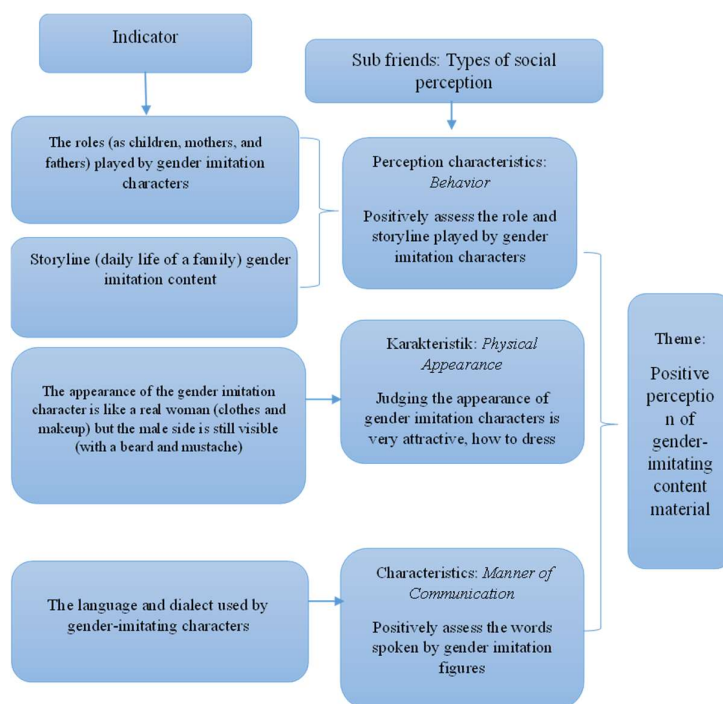 Indicator
Sub friends: Types of social
perception
The roles (as children, mothers, and
fathers) played by gender imitation
characters
Storyline (daily life of a family) gender
imitation content
The appearance of the gender imitation
character is like a real woman (clothes and
makeup) but the male side is still visible
(with a beard and mustache)
The language and dialect used by
gender-imitating characters
Perception characteristics:
Behavior
Positively assess the role and
storyline played by gender
imitation characters
Karakteristik: Physical
Appearance
Judging the appearance of
gender imitation characters is
very attractive, how to dress
Characteristics: Manner of
Communication
Positively assess the words
spoken by gender imitation
figures
Theme:
Positive
perceptio
n of
gender-
imitating
content
material